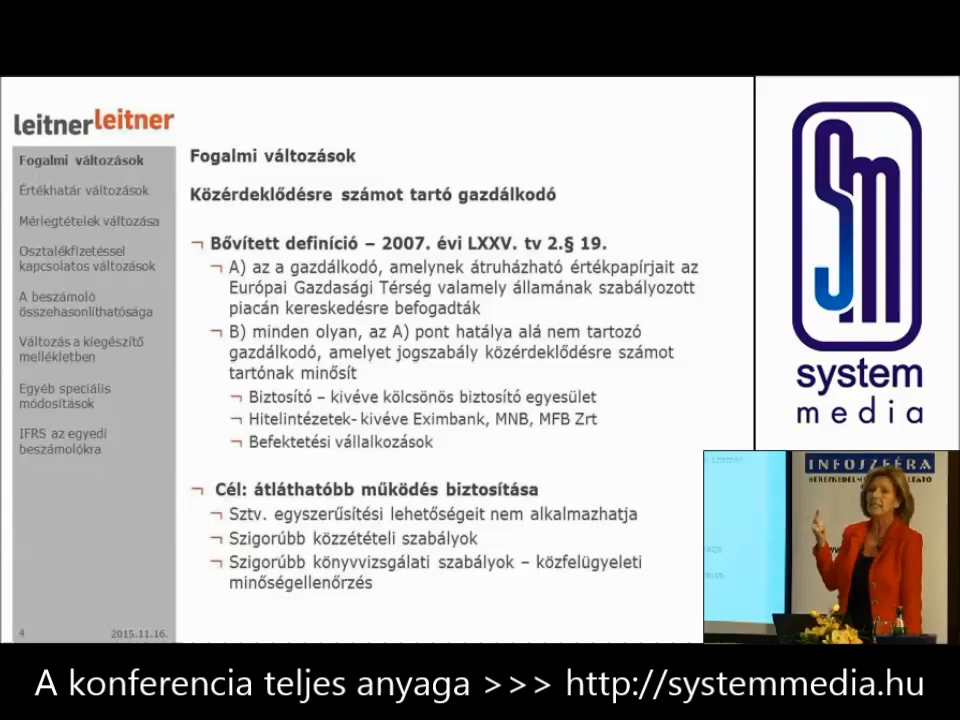 leitnerleitner
Fogalmi változások
Értékhatár változások
Mérlegtételek változása
Osztalékfizetéssel
kapcsolatos változások
A beszámoló
összehasonlíthatósága
Változás a kiegészítő
mellékletben
Egyéb speciális
módosítások
IFRS az egyedi
beszámolókra
4 2015.11.16.
Fogalmi változások
Közérdeklődésre számot tartó gazdálkodó
Bővített definíció – 2007. évi LXXV. tv 2.§ 19.
A) az a gazdálkodó, amelynek átruházható értékpapírjait az
Európai Gazdasági Térség valamely államának szabályozott
piacán kereskedésre befogadták
B) minden olyan, az A) pont hatálya alá nem tartozó
gazdálkodó, amelyet jogszabály közérdeklődésre számot
tartónak minősít
Biztosító – kivéve kölcsönös biztosító egyesület
Hitelintézetek- kivéve Eximbank, MNB, MFB Zrt
Befektetési vállalkozások
Cél: átláthatóbb működés biztosítása
Sztv. egyszerűsítési lehetőségeit nem alkalmazhatja
Szigorúbb közzétételi szabályok
Szigorúbb könyvvizsgálati szabályok – közfelügyeleti
minőségellenőrzés
Sm
system
media
INFOSZFÉRA
A konferencia teljes anyaga >>> http://systemmedia.hu